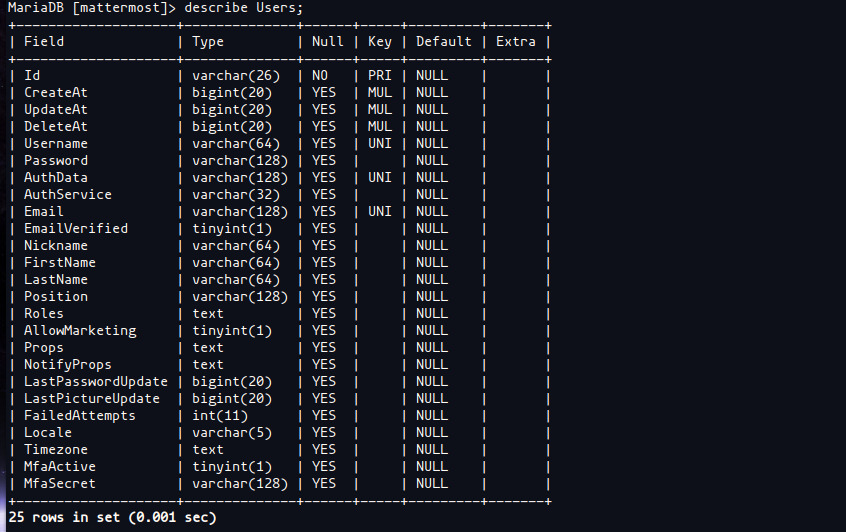 MariaDB [mattermost]> describe Users;
+--------------------+--------------+------+-----+---------+-------+
| Field              | Type         | Null | Key | Default | Extra |
+--------------------+--------------+------+-----+---------+-------+
| Id                 | varchar(26)  | NO   | PRI | NULL    |       |
| CreateAt           | bigint(20)   | YES  | MUL | NULL    |       |
| UpdateAt           | bigint(20)   | YES  | MUL | NULL    |       |
| DeleteAt           | bigint(20)   | YES  | MUL | NULL    |       |
| Username           | varchar(64)  | YES  | UNI | NULL    |       |
| Password           | varchar(128) | YES  |     | NULL    |       |
| AuthData           | varchar(128) | YES  | UNI | NULL    |       |
| AuthService        | varchar(32)  | YES  |     | NULL    |       |
| Email              | varchar(128) | YES  | UNI | NULL    |       |
| EmailVerified      | tinyint(1)   | YES  |     | NULL    |       |
| Nickname           | varchar(64)  | YES  |     | NULL    |       |
| FirstName          | varchar(64)  | YES  |     | NULL    |       |
| LastName           | varchar(64)  | YES  |     | NULL    |       |
| Position           | varchar(128) | YES  |     | NULL    |       |
| Roles              | text         | YES  |     | NULL    |       |
| AllowMarketing     | tinyint(1)   | YES  |     | NULL    |       |
| Props              | text         | YES  |     | NULL    |       |
| NotifyProps        | text         | YES  |     | NULL    |       |
| LastPasswordUpdate | bigint(20)   | YES  |     | NULL    |       |
| LastPictureUpdate  | bigint(20)   | YES  |     | NULL    |       |
| FailedAttempts     | int(11)      | YES  |     | NULL    |       |
| Locale             | varchar(5)   | YES  |     | NULL    |       |
| Timezone           | text         | YES  |     | NULL    |       |
| MfaActive          | tinyint(1)   | YES  |     | NULL    |       |
| MfaSecret          | varchar(128) | YES  |     | NULL    |       |
+--------------------+--------------+------+-----+---------+-------+
25 rows in set (0.001 sec)